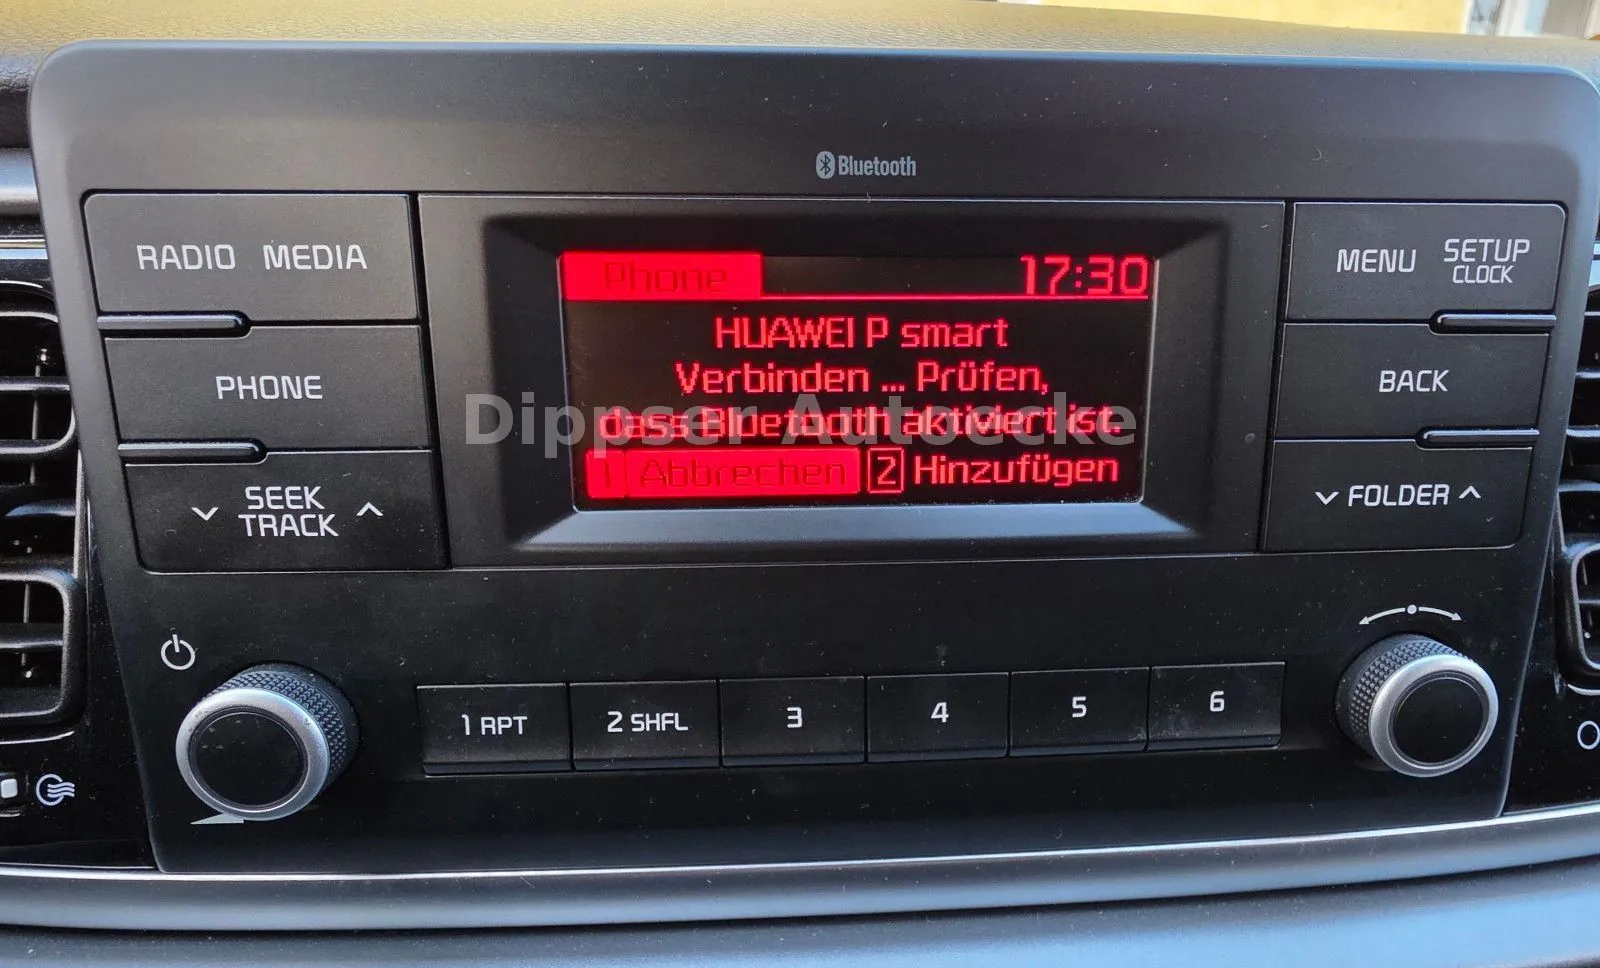 Bluetooth
RADIO MEDIA
PHONE
SEEK
TRACK
Phone 17:30
HUAWEI P smart
Verbinden ... Prüfen,
dass Bluetooth aktiviert ist.
1 Abbrechen 2 Hinzufügen
Dippser Autoecke
MENU SETUP
CLOCK
BACK
FOLDER
1 RPT
2 SHFL
3
4
5
6